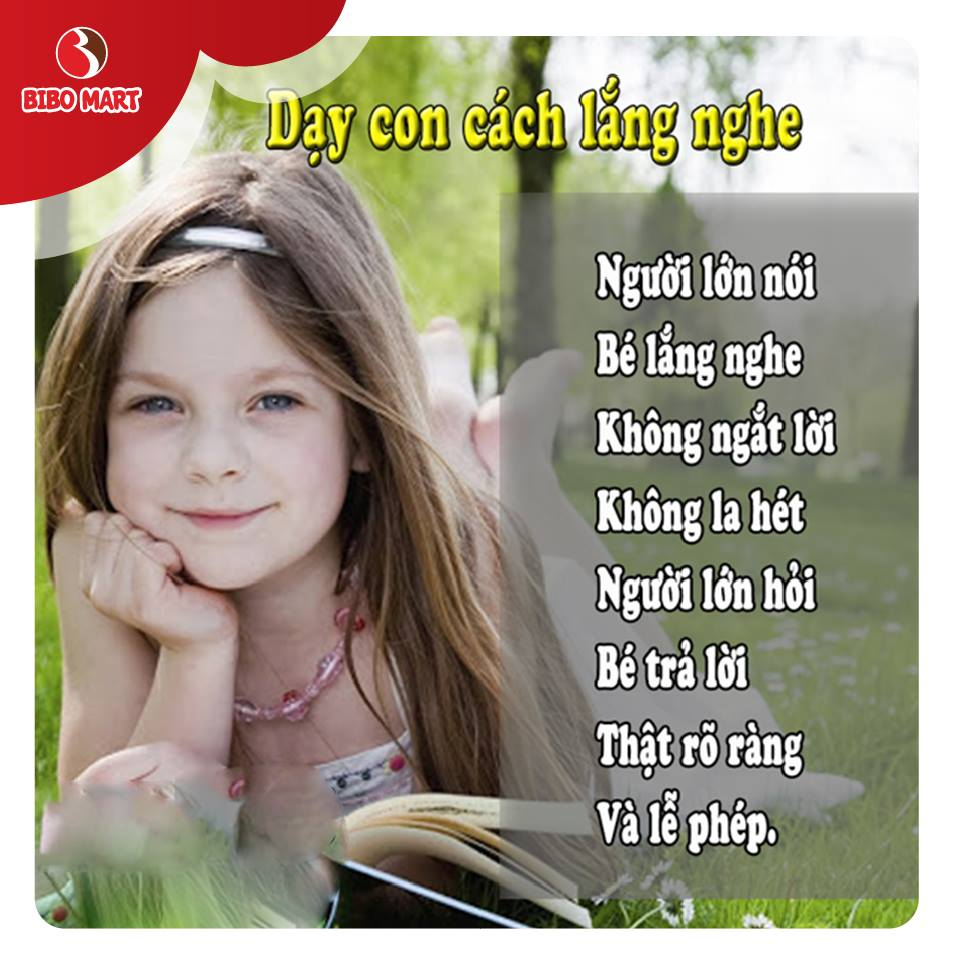 BIBO MART
Dạy con cách lắng nghe
Người lớn nói
Bé lắng nghe
Không ngắt lời
Không la hét
Người lớn hỏi
Bé trả lời
Thật rõ ràng
Và lễ phép.